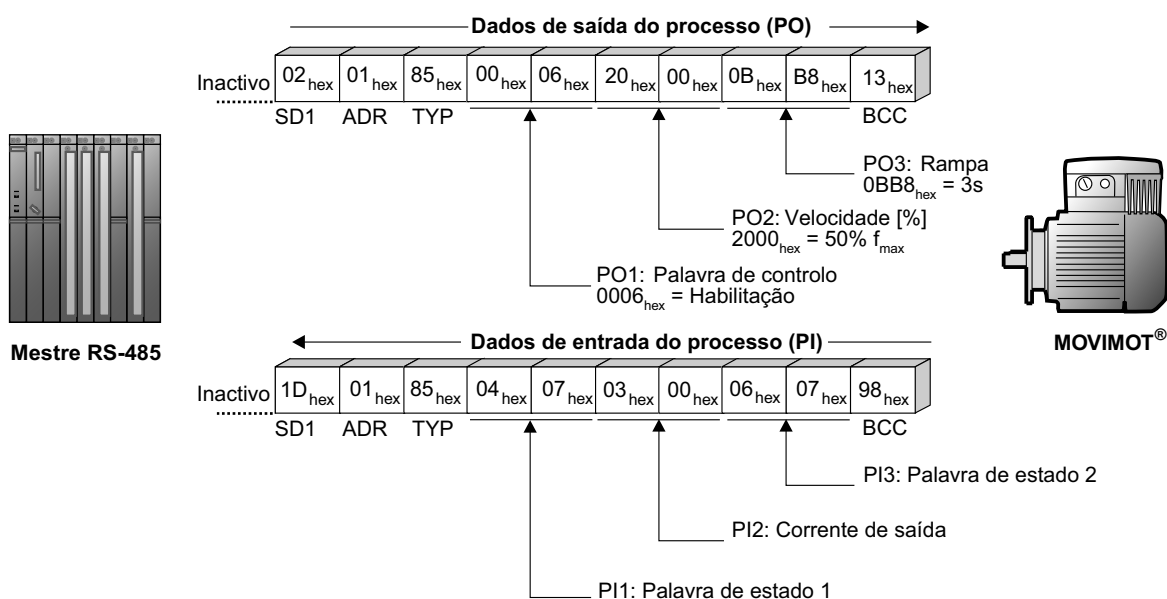 Dados de saída do processo (PO)
Inactivo 02hex 01hex 85hex 00hex 06hex 20hex 00hex 0Bhex B8hex 13hex
SD1 ADR TYP BCC
PO3: Rampa
0BB8hex = 3s
PO2: Velocidade [%]
2000hex = 50% fmax
PO1: Palavra de controlo
0006hex = Habilitação
Mestre RS-485
MOVIMOT®
Dados de entrada do processo (PI)
Inactivo 1Dhex 01hex 85hex 04hex 07hex 03hex 00hex 06hex 07hex 98hex
SD1 ADR TYP BCC
PI3: Palavra de estado 2
PI2: Corrente de saída
PI1: Palavra de estado 1